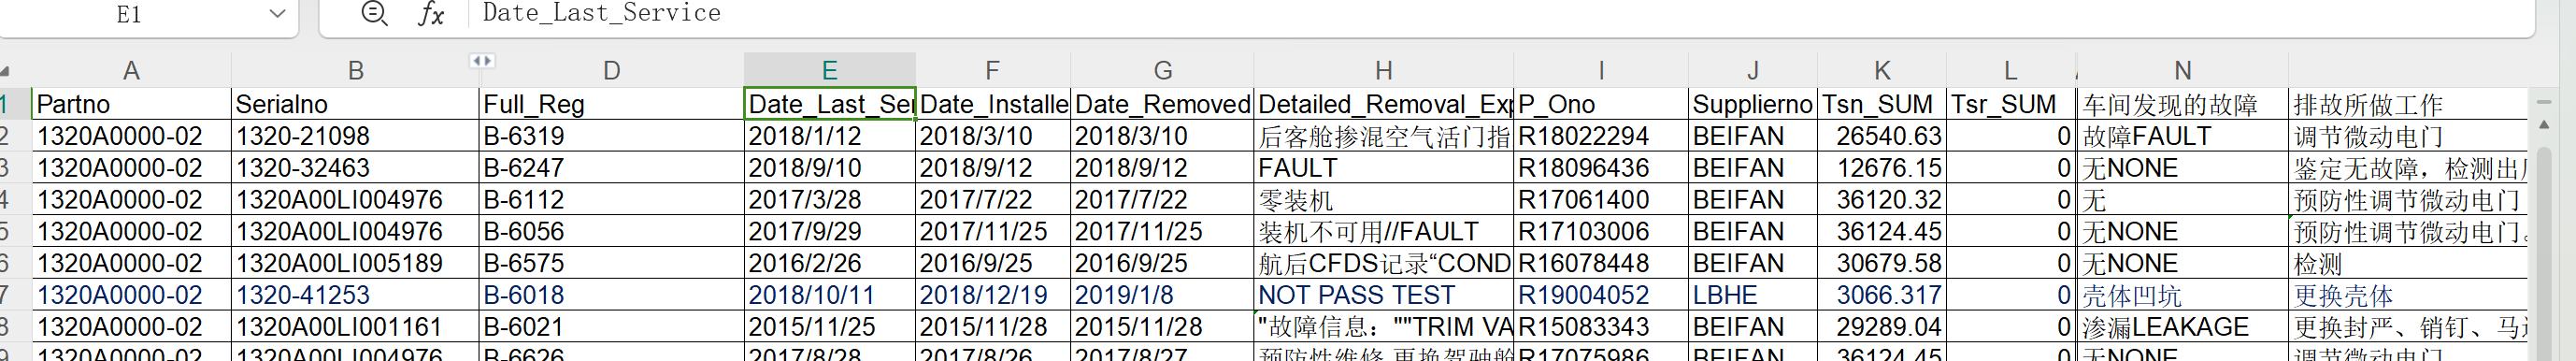 E1 fx Date_Last_Service
A B D E F G H I J K L N
1 Partno Serialno Full_Reg Date_Last_Ser Date_Installe Date_Removed Detailed_Removal_Exp P_Ono Supplierno Tsn_SUM Tsr_SUM 车间发现的故障 排故所做工作
2 1320A0000-02 1320-21098 B-6319 2018/1/12 2018/3/10 2018/3/10 后客舱掺混空气活门指 R18022294 BEIFAN 26540.63 0 故障FAULT 调节微动电门
3 1320A0000-02 1320-32463 B-6247 2018/9/10 2018/9/12 2018/9/12 FAULT R18096436 BEIFAN 12676.15 0 无NONE 鉴定无故障，检测出厂
4 1320A0000-02 1320A00LI004976 B-6112 2017/3/28 2017/7/22 2017/7/22 零装机 R17061400 BEIFAN 36120.32 0 无 预防性调节微动电门
5 1320A0000-02 1320A00LI004976 B-6056 2017/9/29 2017/11/25 2017/11/25 装机不可用//FAULT R17103006 BEIFAN 36124.45 0 无NONE 预防性调节微动电门。
6 1320A0000-02 1320A00LI005189 B-6575 2016/2/26 2016/9/25 2016/9/25 航后CFDS记录“COND R16078448 BEIFAN 30679.58 0 无NONE 检测
7 1320A0000-02 1320-41253 B-6018 2018/10/11 2018/12/19 2019/1/8 NOT PASS TEST R19004052 LBHE 3066.317 0 壳体凹坑 更换壳体
8 1320A0000-02 1320A00LI001161 B-6021 2015/11/25 2015/11/28 2015/11/28 "故障信息：""TRIM VA R15083343 BEIFAN 29289.04 0 渗漏LEAKAGE 更换封严、销钉、马达
9 1320A0000-02 1320A00LI004976 B-6626 2017/8/28 2017/8/26 2017/8/27 预防性维修 更换驾驶舱 R17075986 BEIFAN 36124.45 0 无NONE 调节微动电门